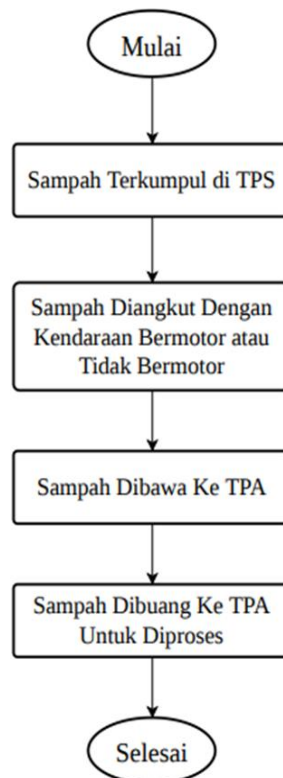 Mulai
Sampah Terkumpul di TPS
Sampah Diangkut Dengan
Kendaraan Bermotor atau
Tidak Bermotor
Sampah Dibawa Ke TPA
Sampah Dibuang Ke TPA
Untuk Diproses
Selesai